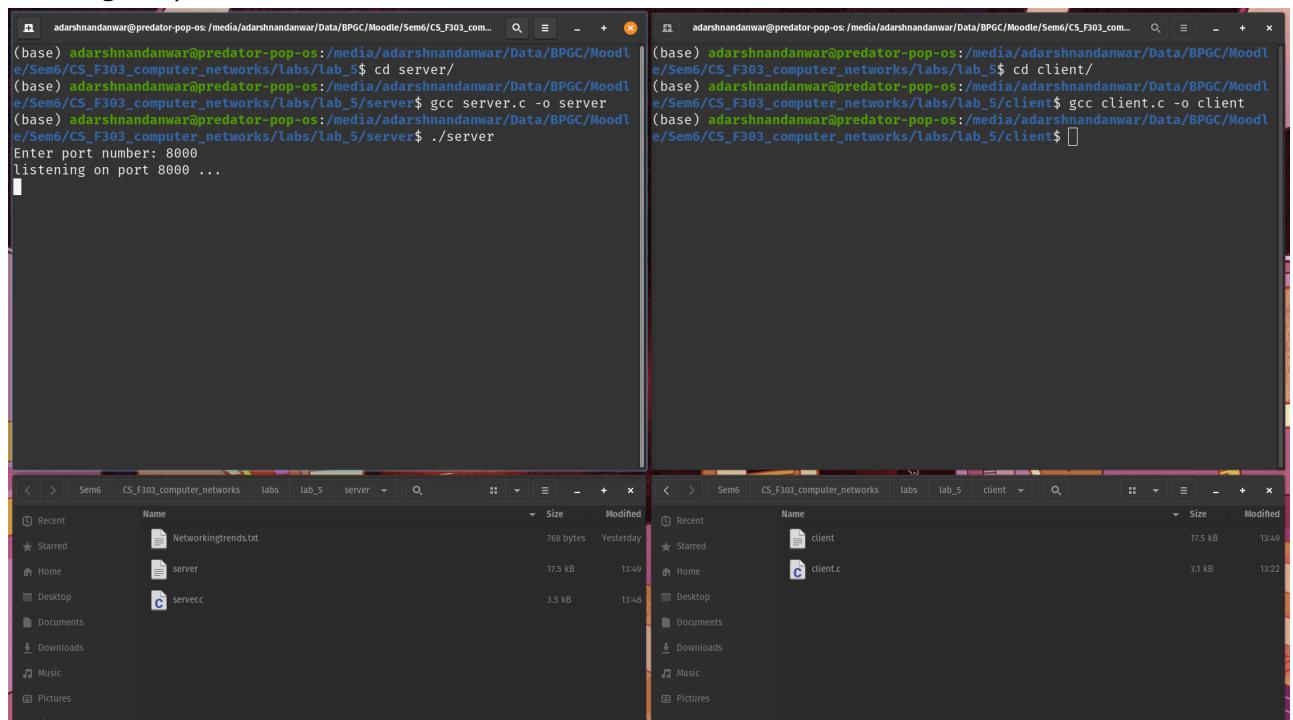 adarshnandanwar@predator-pop-os: /media/adarshnandanwar/Data/BPGC/Moodle/Sem6/CS_F303_com...
(base) adarshnandanwar@predator-pop-os:/media/adarshnandanwar/Data/BPGC/Moodl
e/Sem6/CS_F303_computer_networks/labs/lab_5$ cd server/
(base) adarshnandanwar@predator-pop-os:/media/adarshnandanwar/Data/BPGC/Moodl
e/Sem6/CS_F303_computer_networks/labs/lab_5/server$ gcc server.c -o server
(base) adarshnandanwar@predator-pop-os:/media/adarshnandanwar/Data/BPGC/Moodl
e/Sem6/CS_F303_computer_networks/labs/lab_5/server$ ./server
Enter port number: 8000
listening on port 8000 ...
adarshnandanwar@predator-pop-os: /media/adarshnandanwar/Data/BPGC/Moodle/Sem6/CS_F303_com...
(base) adarshnandanwar@predator-pop-os:/media/adarshnandanwar/Data/BPGC/Moodl
e/Sem6/CS_F303_computer_networks/labs/lab_5$ cd client/
(base) adarshnandanwar@predator-pop-os:/media/adarshnandanwar/Data/BPGC/Moodl
e/Sem6/CS_F303_computer_networks/labs/lab_5/client$ gcc client.c -o client
(base) adarshnandanwar@predator-pop-os:/media/adarshnandanwar/Data/BPGC/Moodl
e/Sem6/CS_F303_computer_networks/labs/lab_5/client$
Sem6 CS_F303_computer_networks labs lab_5 server
Name Size Modified
Recent
Starred
Home
Desktop
Documents
Downloads
Music
Pictures
Networkingtrends.txt 768 bytes Yesterday
server 17.5 kB 13:49
server.c 3.5 kB 13:48
Sem6 CS_F303_computer_networks labs lab_5 client
Name Size Modified
Recent
Starred
Home
Desktop
Documents
Downloads
Music
Pictures
client 17.5 kB 13:49
client.c 3.1 kB 13:22